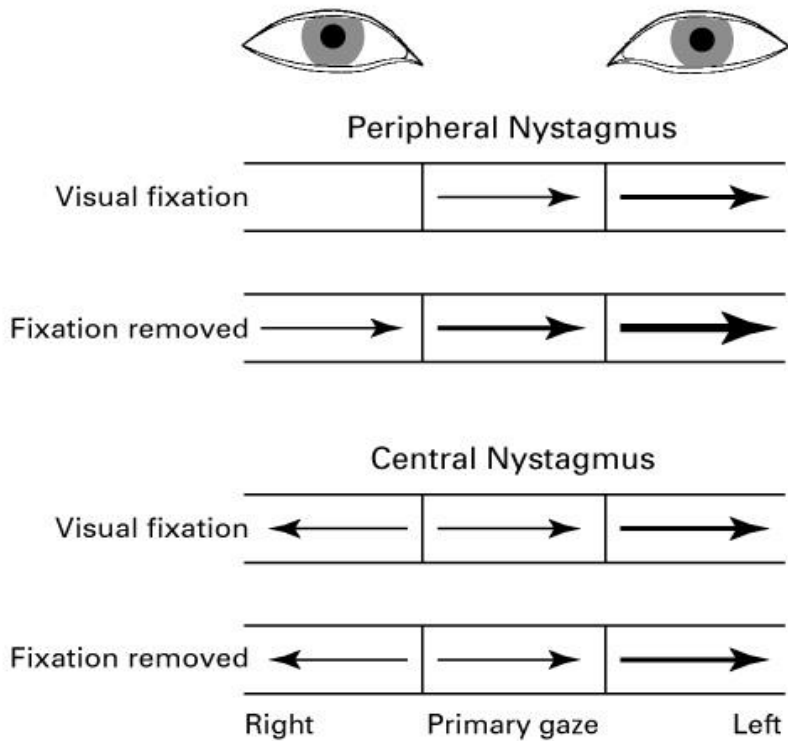 Peripheral Nystagmus
Visual fixation
Fixation removed
Central Nystagmus
Visual fixation
Fixation removed
Right Primary gaze Left